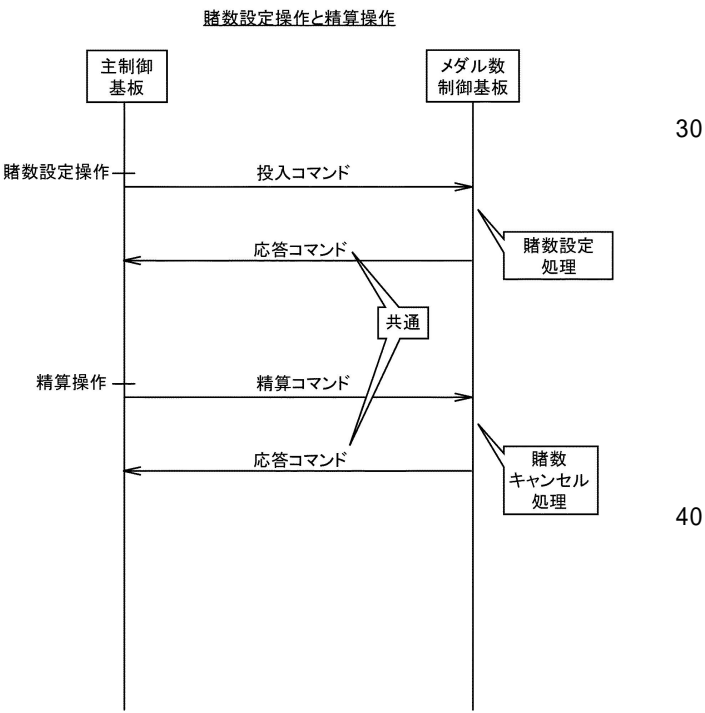 賭数設定操作と精算操作
主制御
基板
メダル数
制御基板
30
賭数設定操作
投入コマンド
応答コマンド
賭数設定
処理
共通
精算操作
精算コマンド
応答コマンド
賭数
キャンセル
処理
40